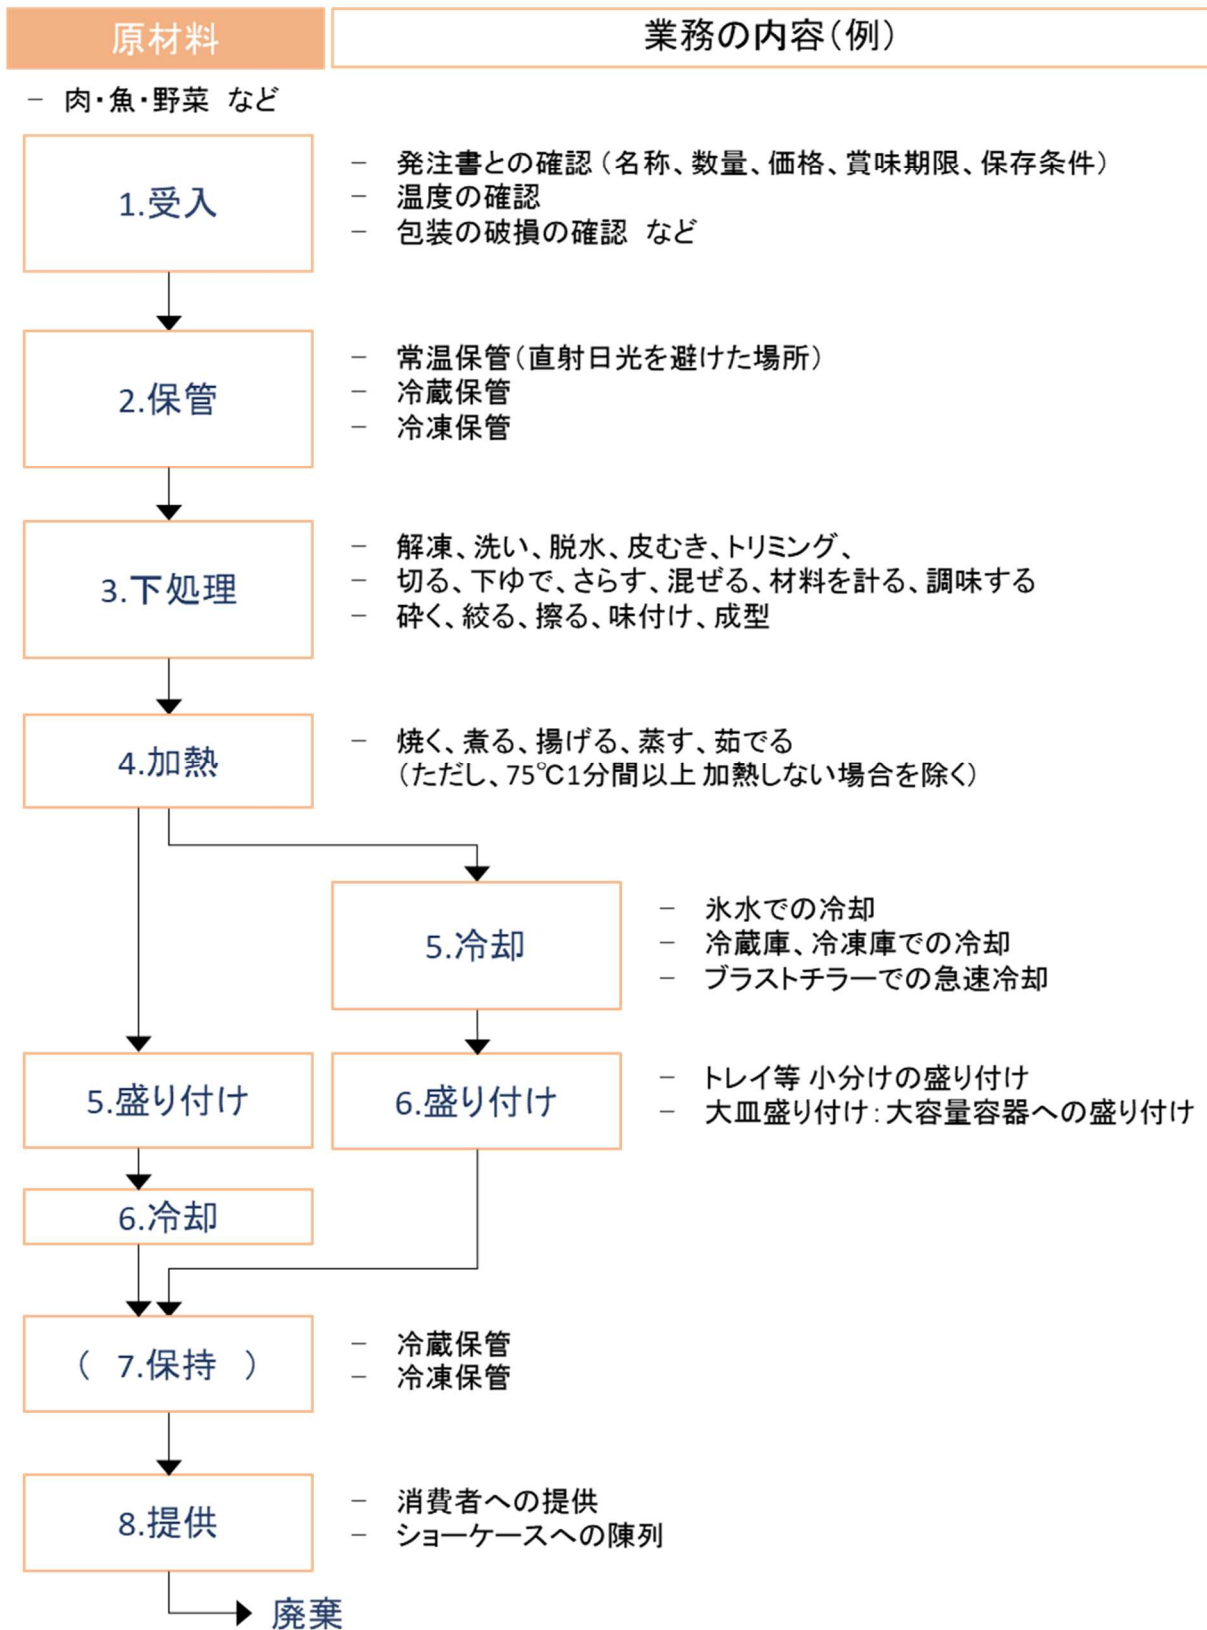 原材料
業務の内容(例)
- 肉・魚・野菜 など
1.受入
- 発注書との確認(名称、数量、価格、賞味期限、保存条件)
- 温度の確認
- 包装の破損の確認 など
2.保管
- 常温保管(直射日光を避けた場所)
- 冷蔵保管
- 冷凍保管
3.下処理
- 解凍、洗い、脱水、皮むき、トリミング、
- 切る、下ゆで、さらす、混ぜる、材料を計る、調味する
- 砕く、絞る、擦る、味付け、成型
4.加熱
- 焼く、煮る、揚げる、蒸す、茹でる
(ただし、75℃1分間以上 加熱しない場合を除く)
5.冷却
- 氷水での冷却
- 冷蔵庫、冷凍庫での冷却
- ブラストチラーでの急速冷却
5.盛り付け
6.盛り付け
- トレイ等 小分けの盛り付け
- 大皿盛り付け:大容量容器への盛り付け
6.冷却
( 7.保持 )
- 冷蔵保管
- 冷凍保管
8.提供
- 消費者への提供
- ショーケースへの陳列
廃棄